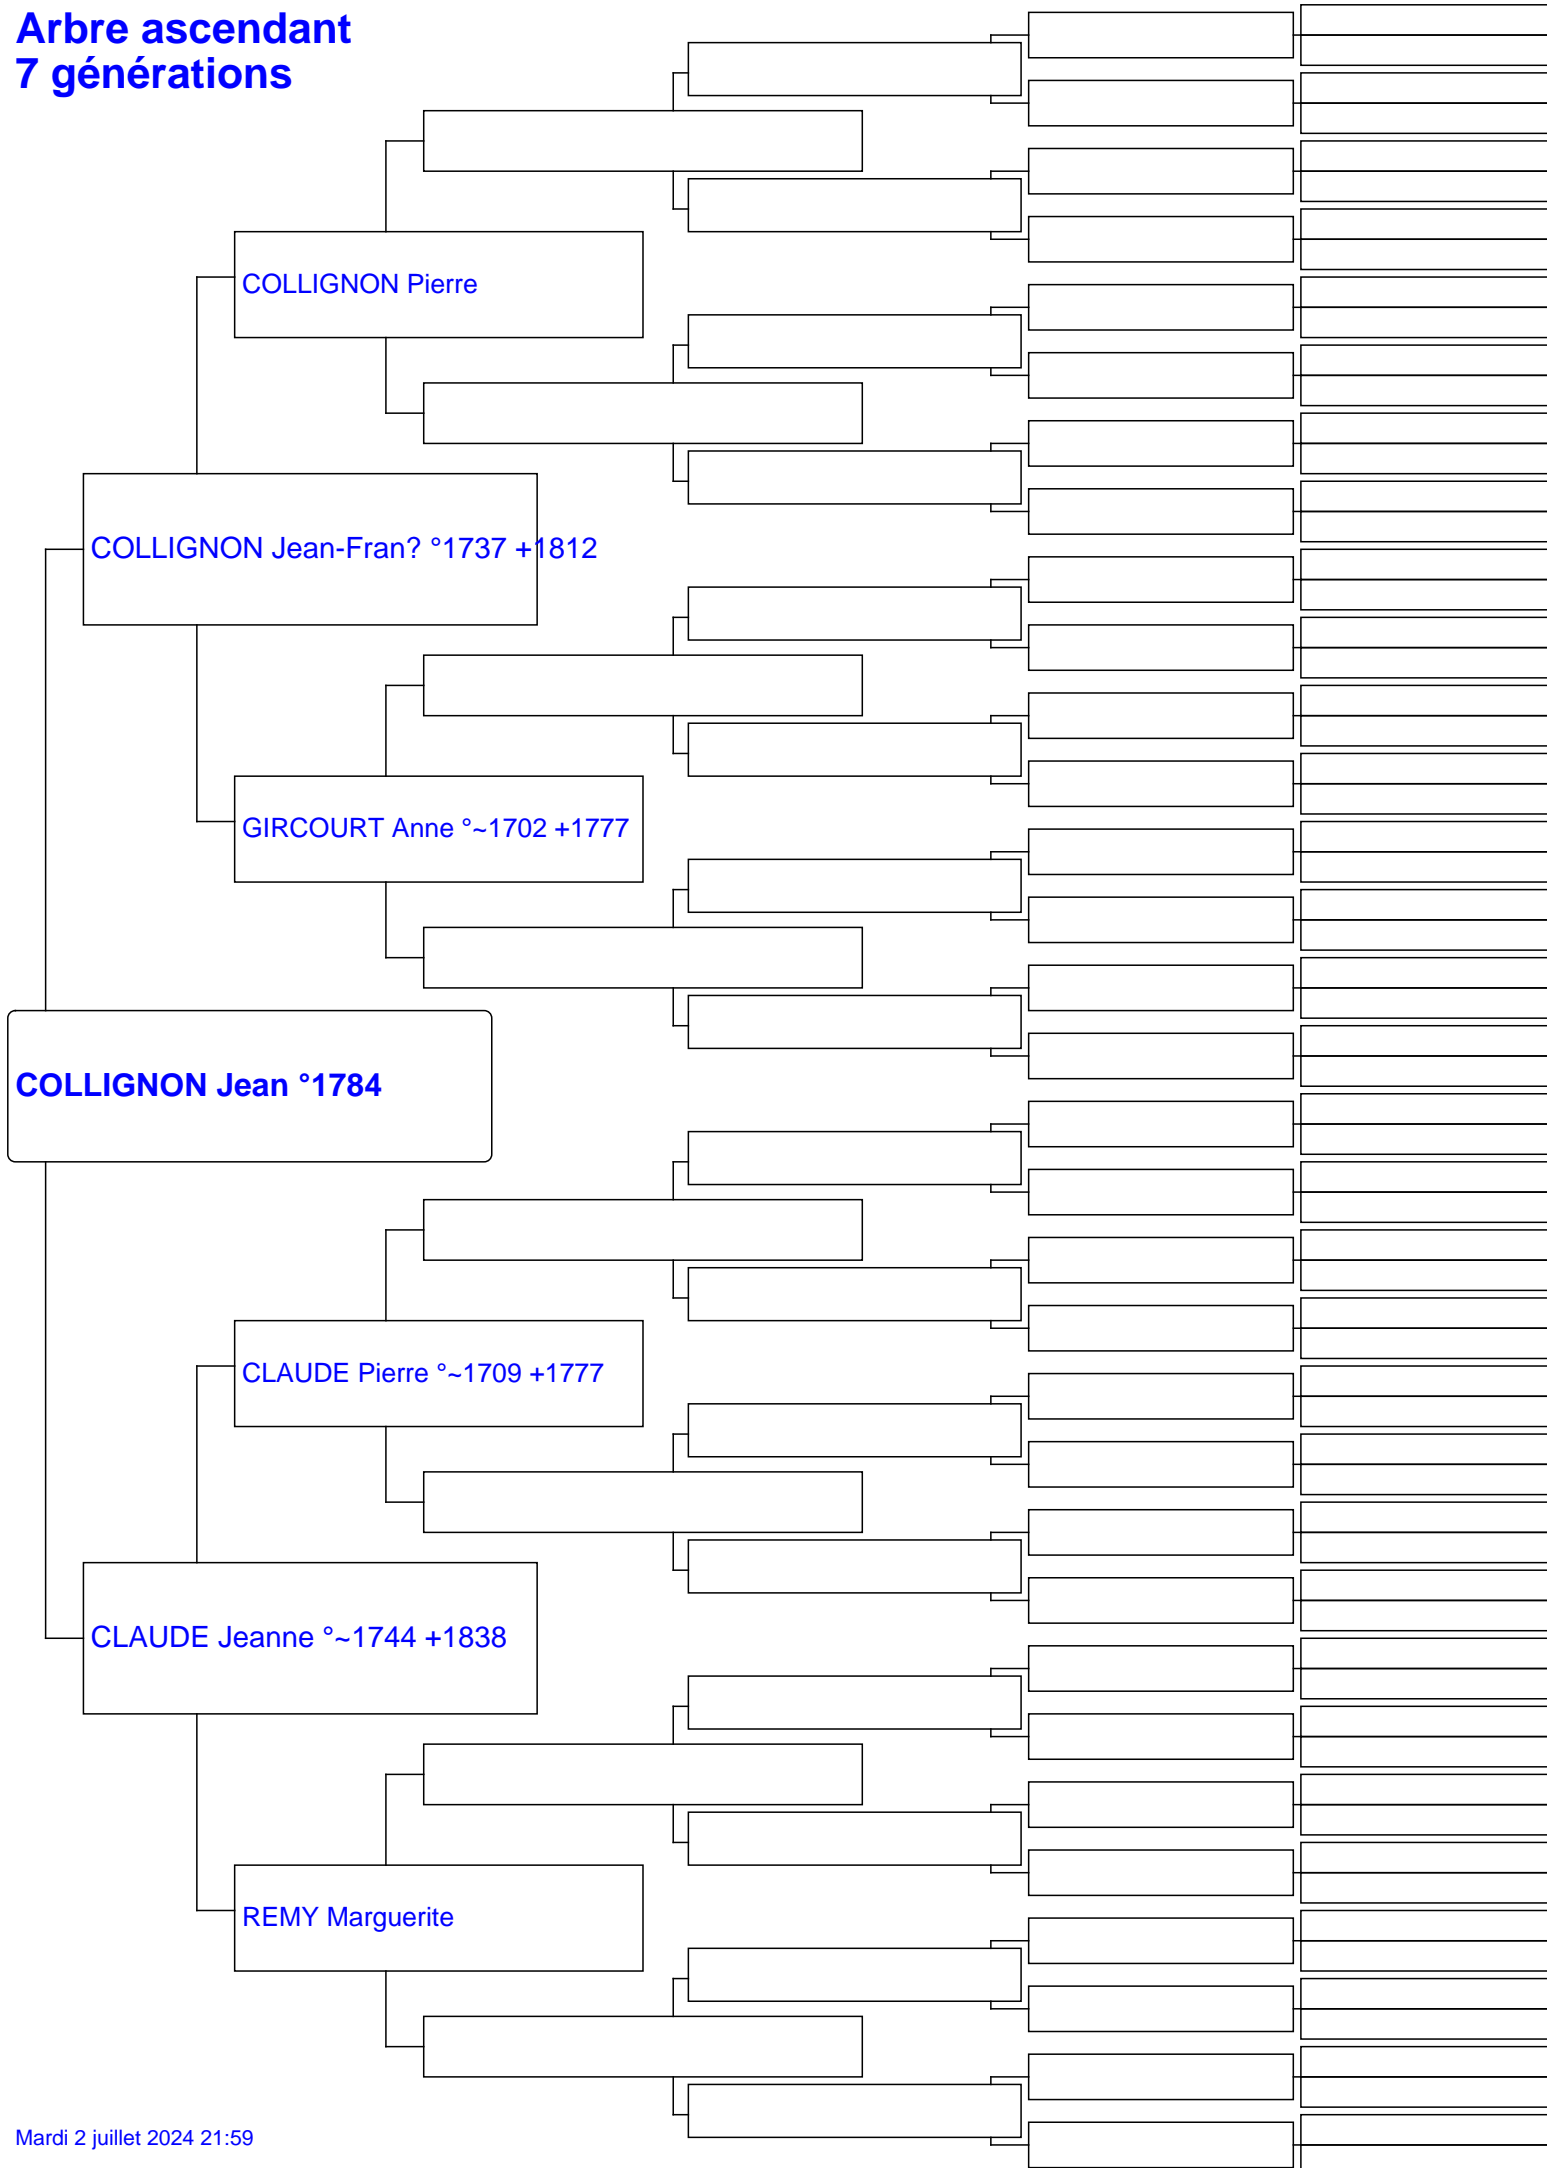 Arbre ascendant
7 générations
COLLIGNON Pierre
COLLIGNON Jean-Fran? °1737 +1812
GIRCOURT Anne °~1702 +1777
COLLIGNON Jean °1784
CLAUDE Pierre °~1709 +1777
CLAUDE Jeanne °~1744 +1838
REMY Marguerite
Mardi 2 juillet 2024 21:59